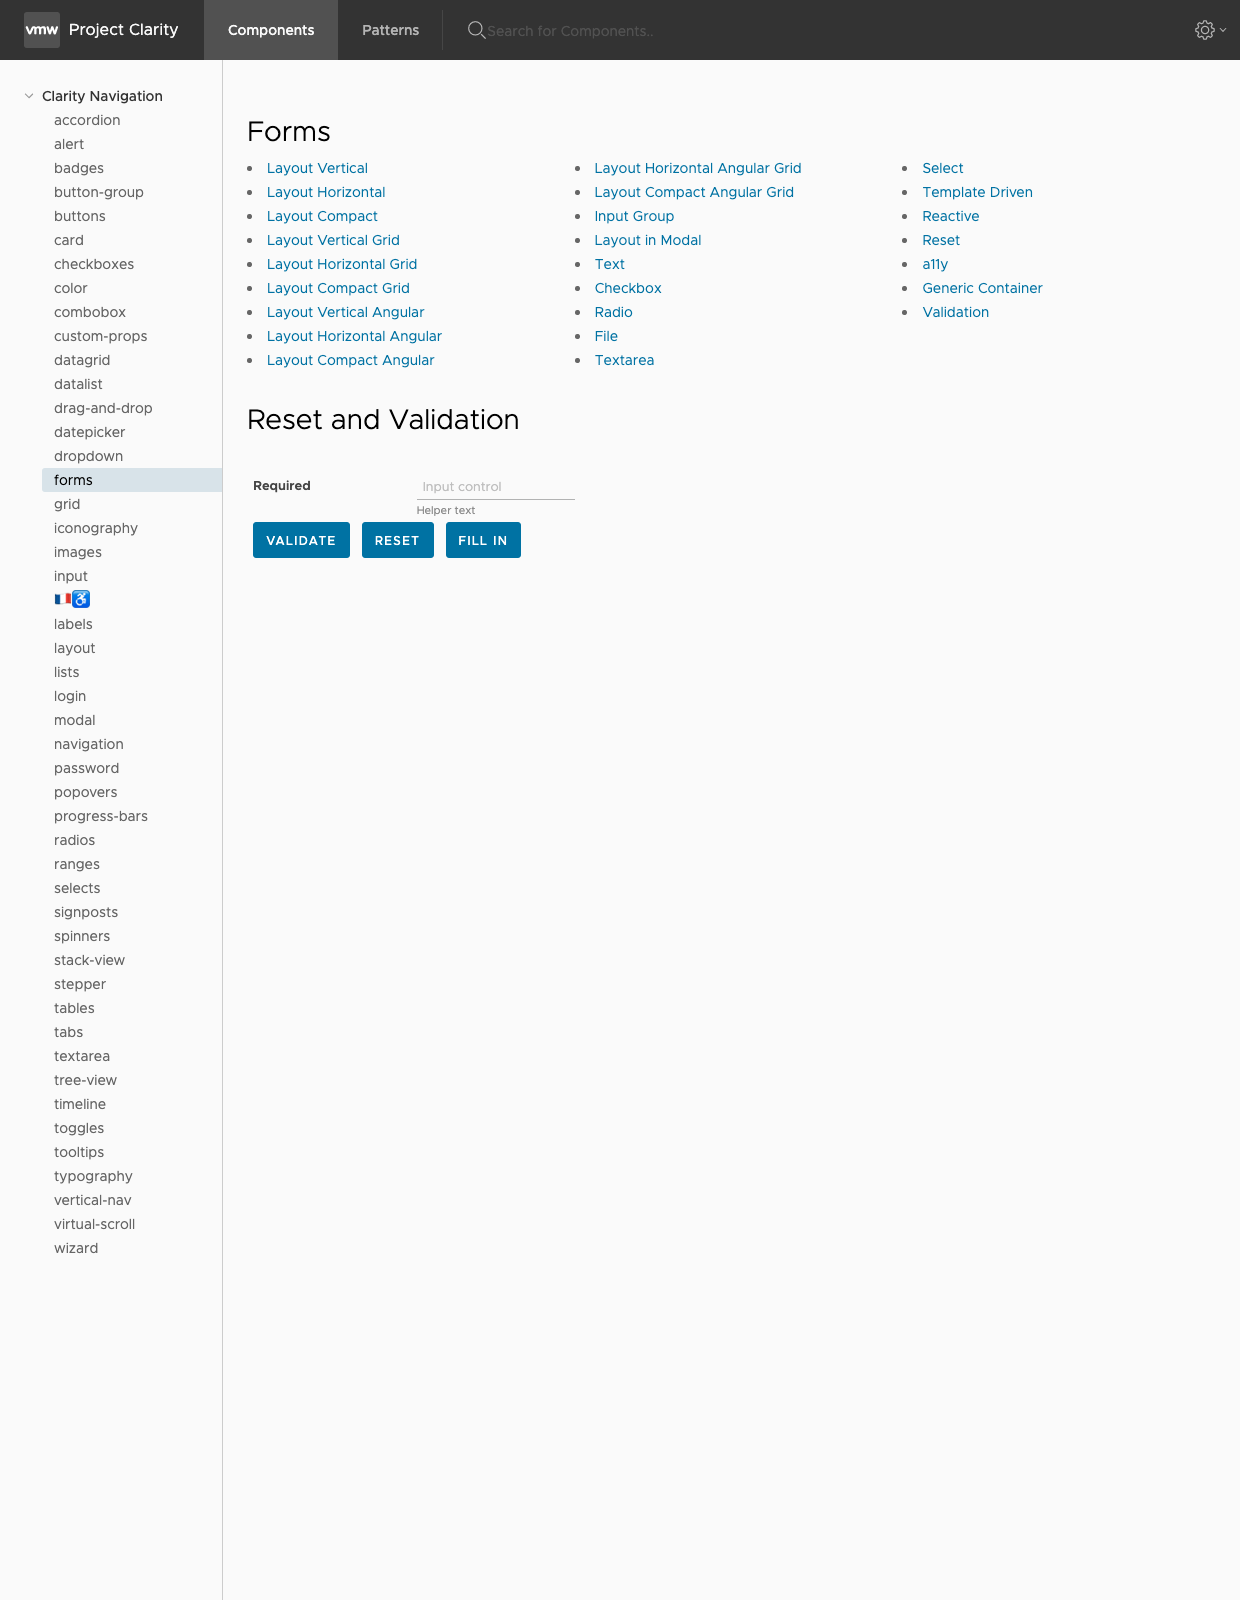 vmw Project Clarity Components Patterns Search for Components..
Clarity Navigation
accordion
alert
badges
button-group
buttons
card
checkboxes
color
combobox
custom-props
datagrid
datalist
drag-and-drop
datepicker
dropdown
forms
grid
iconography
images
input
🇫🇷♿
labels
layout
lists
login
modal
navigation
password
popovers
progress-bars
radios
ranges
selects
signposts
spinners
stack-view
stepper
tables
tabs
textarea
tree-view
timeline
toggles
tooltips
typography
vertical-nav
virtual-scroll
wizard
Forms
Layout Vertical
Layout Horizontal
Layout Compact
Layout Vertical Grid
Layout Horizontal Grid
Layout Compact Grid
Layout Vertical Angular
Layout Horizontal Angular
Layout Compact Angular
Layout Horizontal Angular Grid
Layout Compact Angular Grid
Input Group
Layout in Modal
Text
Checkbox
Radio
File
Textarea
Select
Template Driven
Reactive
Reset
a11y
Generic Container
Validation
Reset and Validation
Required Input control
Helper text
VALIDATE RESET FILL IN